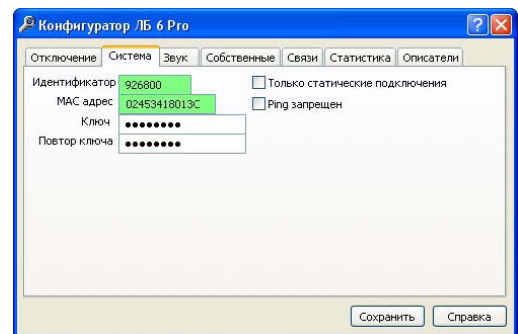 Конфигуратор ЛБ 6 Pro
Отключение Система Звук Собственные Связи Статистика Описатели
Идентификатор 926800 Только статические подключения
MAC адрес 02453418013C Ping запрещен
Ключ ●●●●●●●●
Повтор ключа ●●●●●●●●
Сохранить Справка